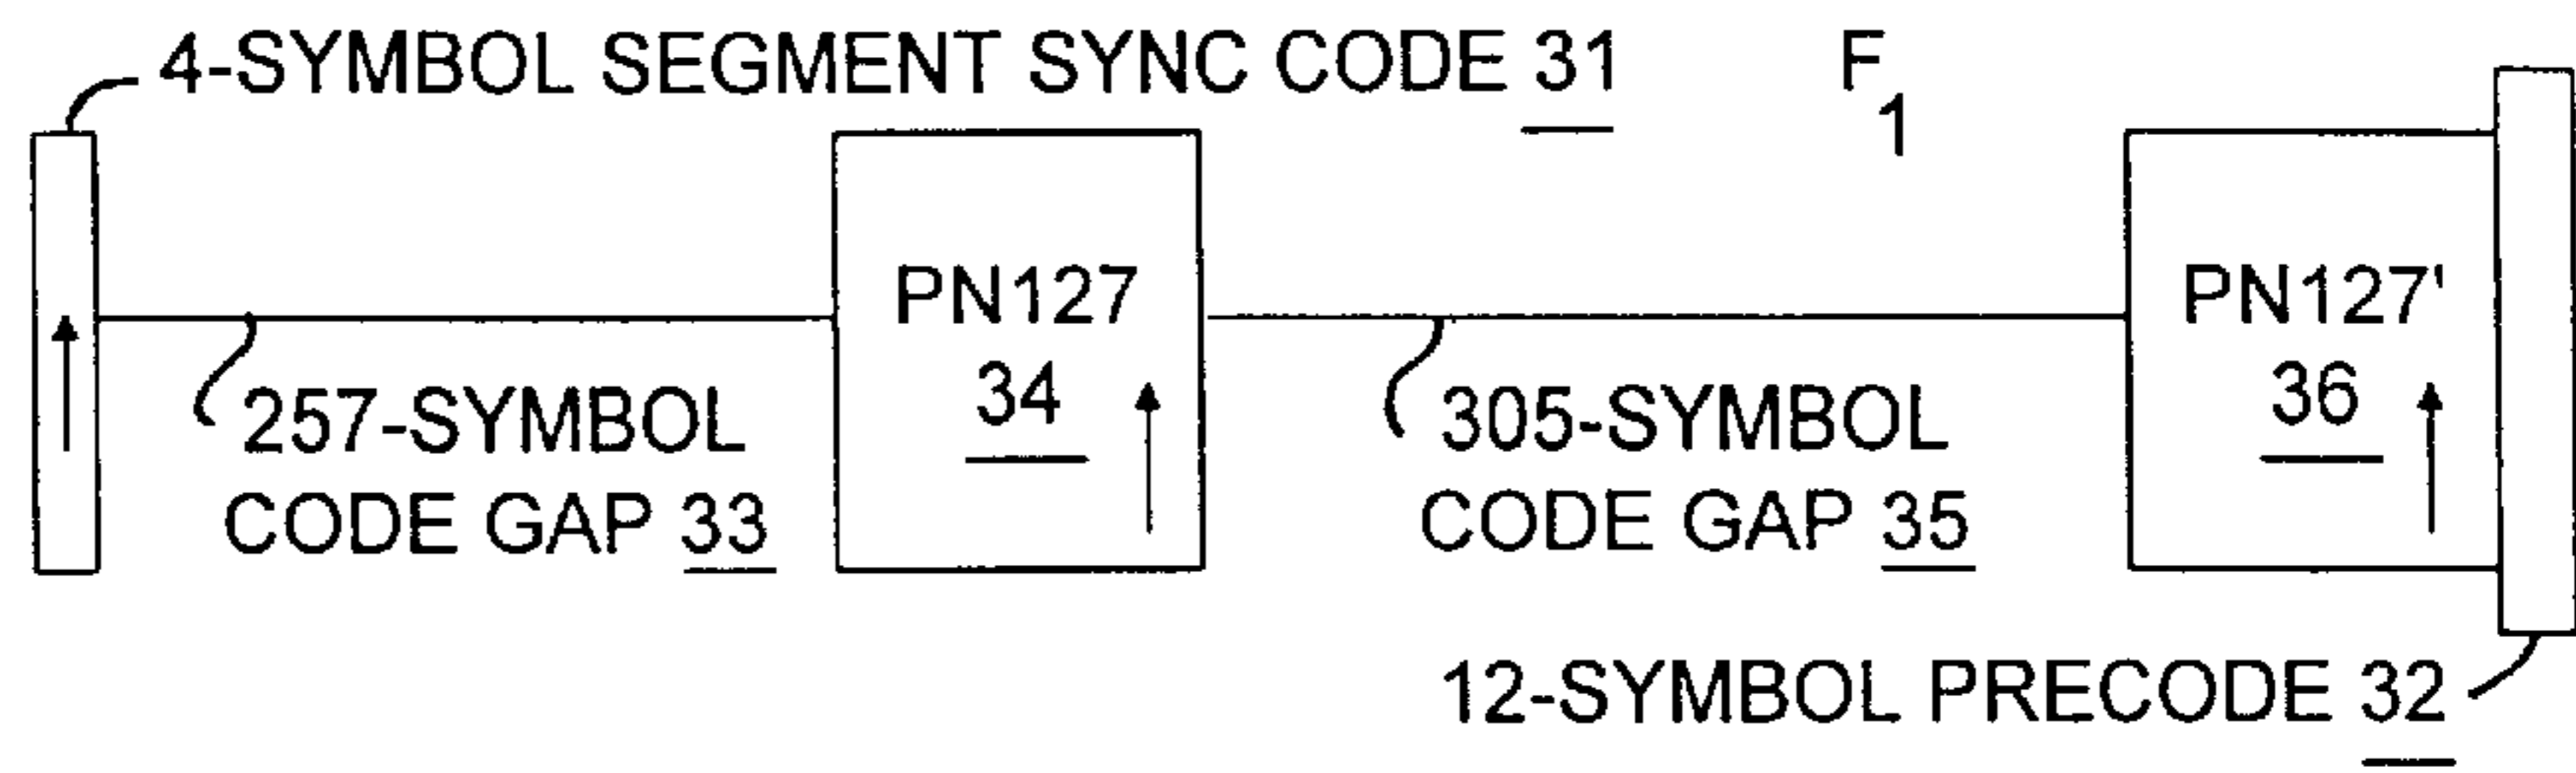 4-SYMBOL SEGMENT SYNC CODE 31
F1
PN127
34
PN127'
36
257-SYMBOL
CODE GAP 33
305-SYMBOL
CODE GAP 35
12-SYMBOL PRECODE 32